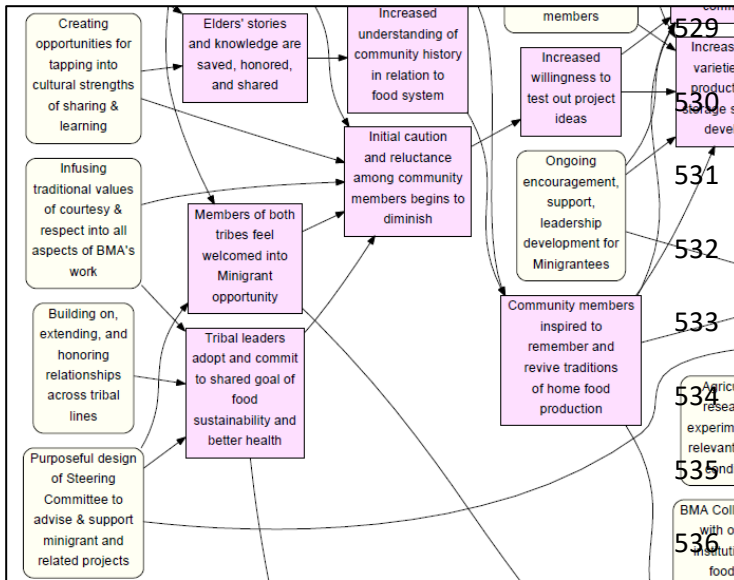 Creating
opportunities for
tapping into
cultural strengths
of sharing &
learning
Elders' stories
and knowledge are
saved, honored,
and shared
Increased
understanding of
community history
in relation to
food system
members
529
Increased
willingness to
test out project
ideas
530
Initial caution
and reluctance
among community
members begins to
diminish
Infusing
traditional values
of courtesy &
respect into all
aspects of BMA's
work
Ongoing
encouragement,
support,
leadership
development for
Minigrantees
531
Members of both
tribes feel
welcomed into
Minigrant
opportunity
532
Building on,
extending, and
honoring
relationships
across tribal
lines
Tribal leaders
adopt and commit
to shared goal of
food
sustainability and
better health
Community members
inspired to
remember and
revive traditions
of home food
production
533
534
Purposeful design
of Steering
Committee to
advise & support
minigrant and
related projects
535
BMA Coll
with o
food
536